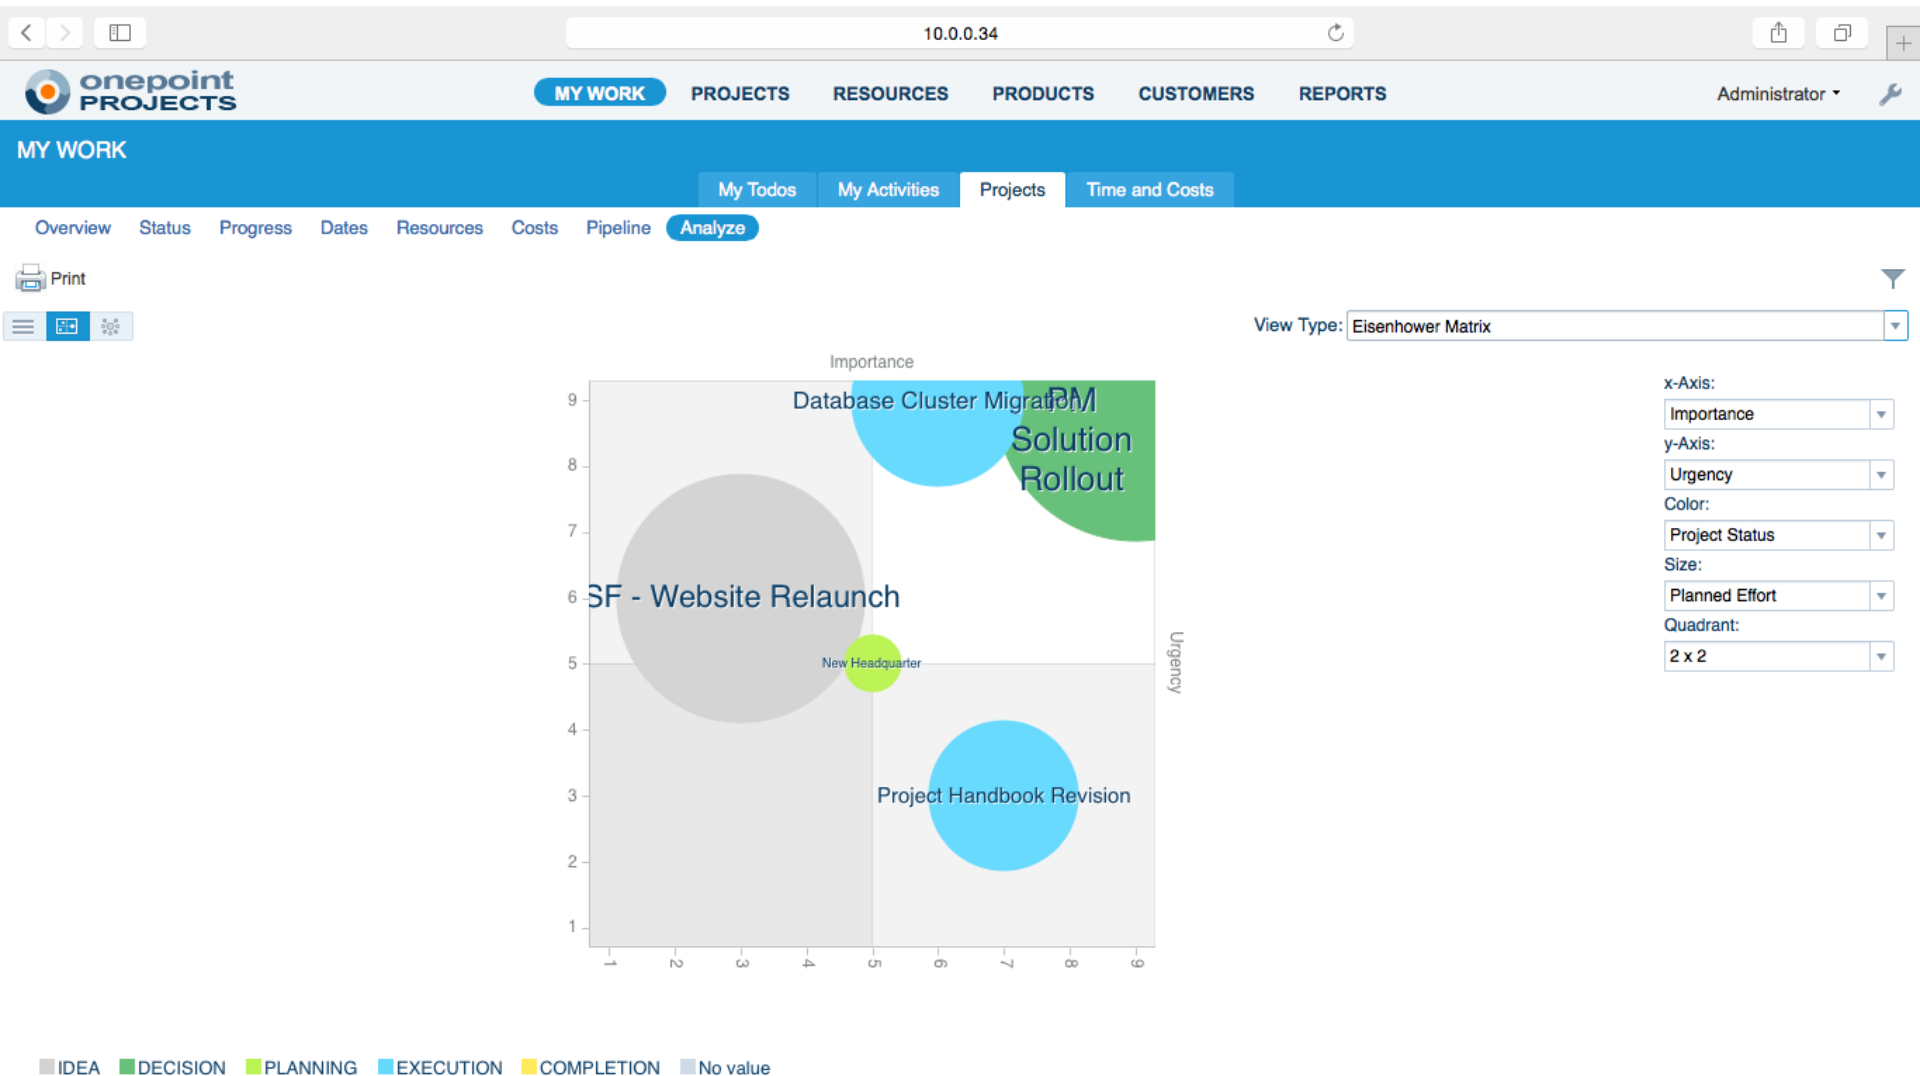 10.0.0.34
onepoint
PROJECTS
MY WORK
PROJECTS
RESOURCES
PRODUCTS
CUSTOMERS
REPORTS
Administrator
MY WORK
My Todos
My Activities
Projects
Time and Costs
Overview
Status
Progress
Dates
Resources
Costs
Pipeline
Analyze
Print
View Type:
Eisenhower Matrix
Importance
x-Axis:
Importance
y-Axis:
Urgency
Color:
Project Status
Size:
Planned Effort
Quadrant:
2 x 2
9
8
7
6
5
4
3
2
1
Database Cluster Migration
PM
Solution
Rollout
SF - Website Relaunch
New Headquarter
Project Handbook Revision
Urgency
1
2
3
4
5
6
7
8
9
IDEA
DECISION
PLANNING
EXECUTION
COMPLETION
No value